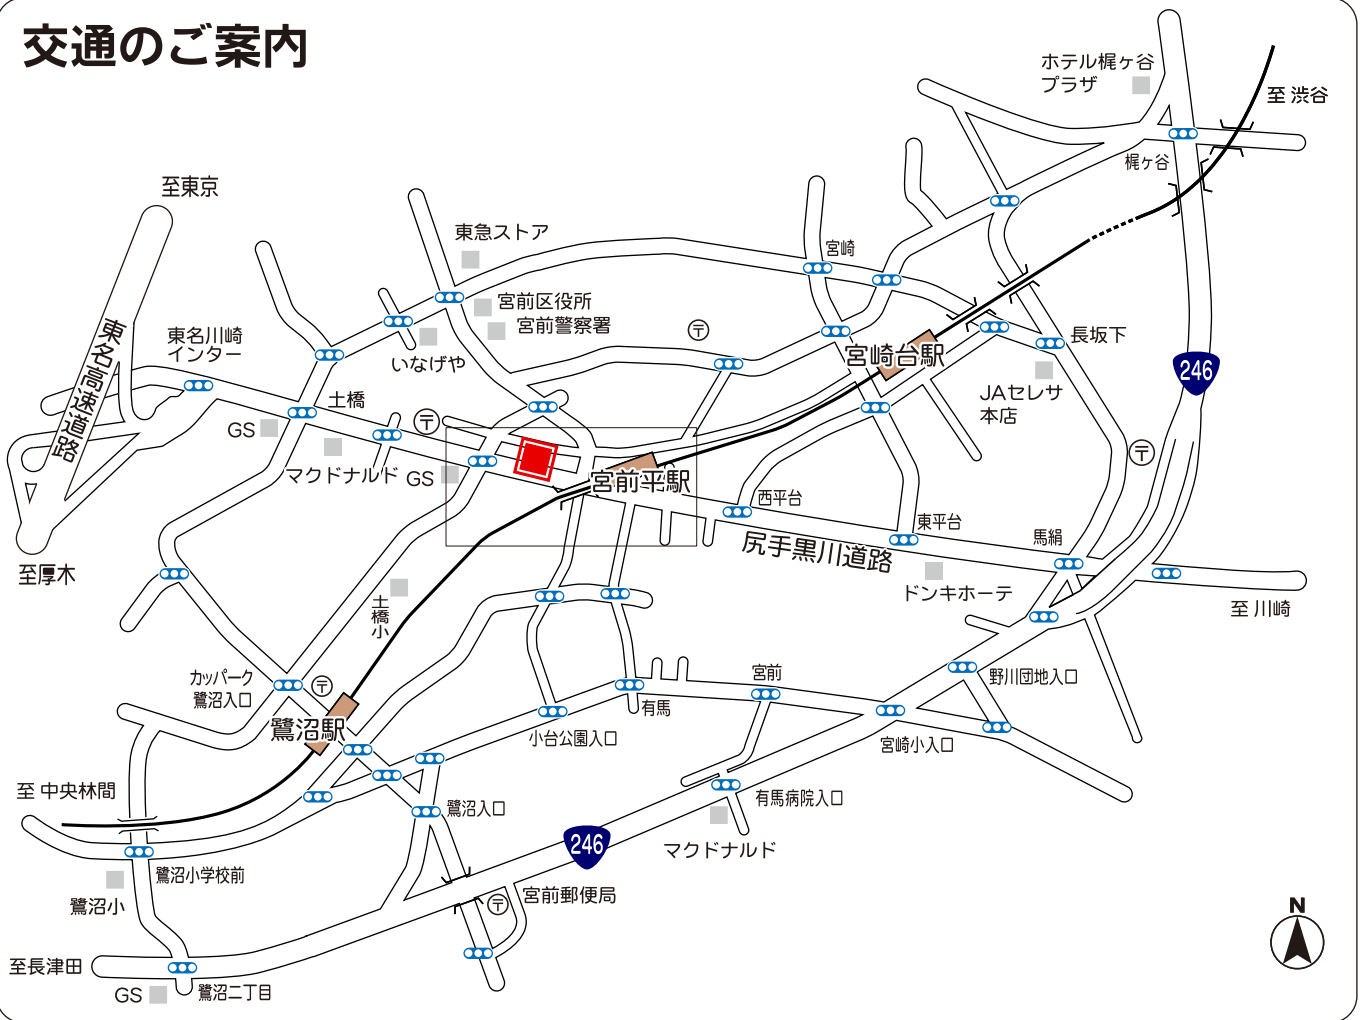 交通のご案内
ホテル梶ヶ谷
プラザ
至 渋谷
梶ヶ谷
至東京
東急ストア
宮崎
宮前区役所
宮前警察署
東名高速道路
東名川崎
インター
いなげや
長坂下
宮崎台駅
246
JAセレサ
本店
土橋
GS
マクドナルド
GS
宮前平駅
西平台
東平台
馬絹
尻手黒川道路
ドンキホーテ
至厚木
至 川崎
土橋小
カッパーク
鷺沼入口
宮前
野川団地入口
有馬
鷺沼駅
小台公園入口
宮崎小入口
至 中央林間
鷺沼入口
有馬病院入口
246
マクドナルド
鷺沼小学校前
鷺沼小
宮前郵便局
N
至長津田
GS
鷺沼二丁目